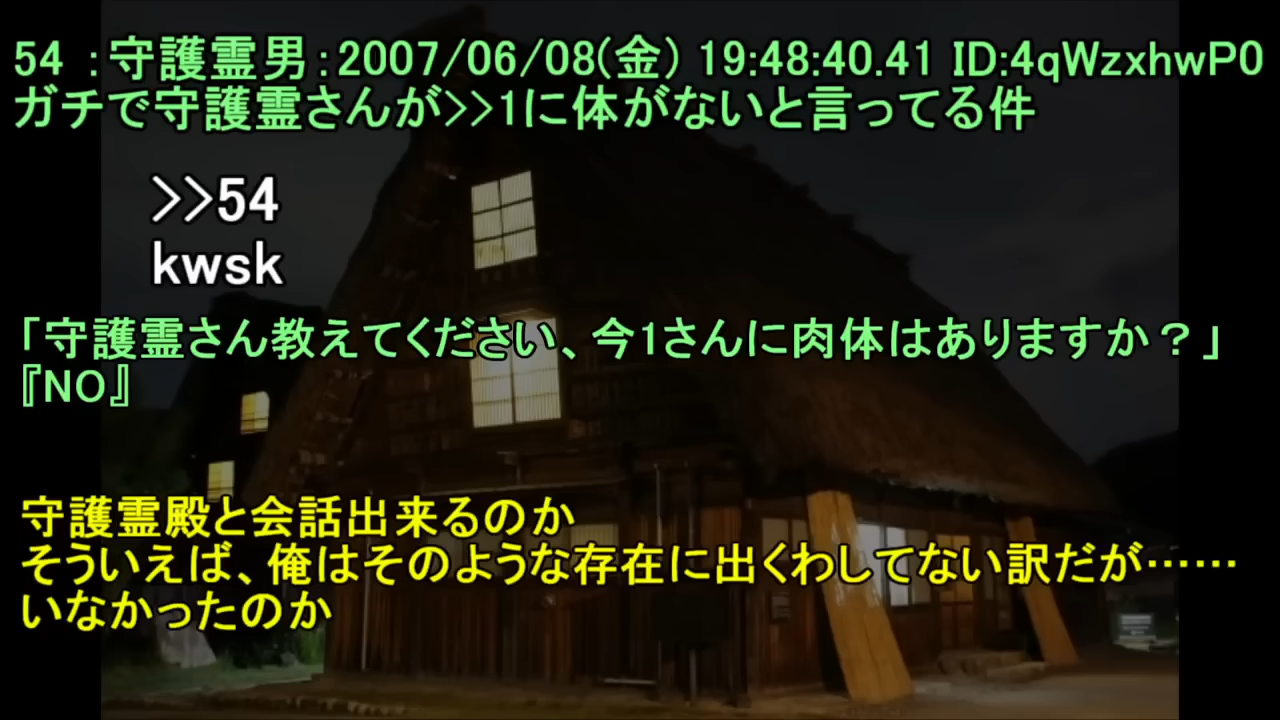 54 ：守護霊男：2007/06/08(金) 19:48:40.41 ID:4qWzxhwP0
ガチで守護霊さんが>>1に体がないと言ってる件
>>54
kwsk
「守護霊さん教えてください、今1さんに肉体はありますか？」
『NO』
守護霊殿と会話出来るのか
そういえば、俺はそのような存在に出くわしてない訳だが……
いなかったのか